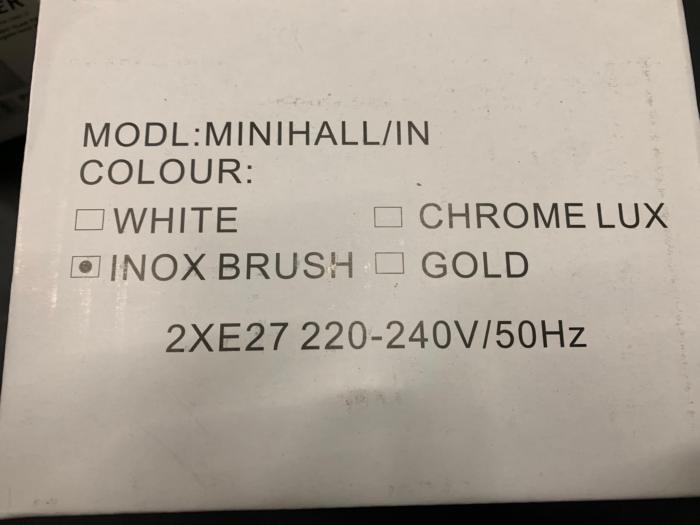 MODL:MINIHALL/IN
COLOUR:
WHITE CHROME LUX
INOX BRUSH GOLD
2XE27 220-240V/50Hz